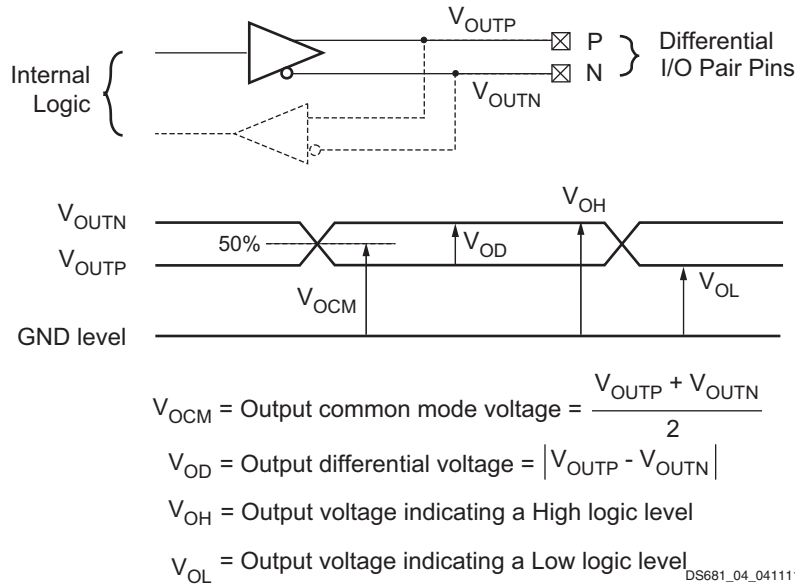 V_OUTP
P
Differential
I/O Pair Pins
N
Internal
Logic
V_OUTN
V_OUTN
V_OH
50%
V_OD
V_OUTP
V_OL
V_OCM
GND level
V_OCM = Output common mode voltage = (V_OUTP + V_OUTN) / 2
V_OD = Output differential voltage = |V_OUTP - V_OUTN|
V_OH = Output voltage indicating a High logic level
V_OL = Output voltage indicating a Low logic level
DS681_04_041111